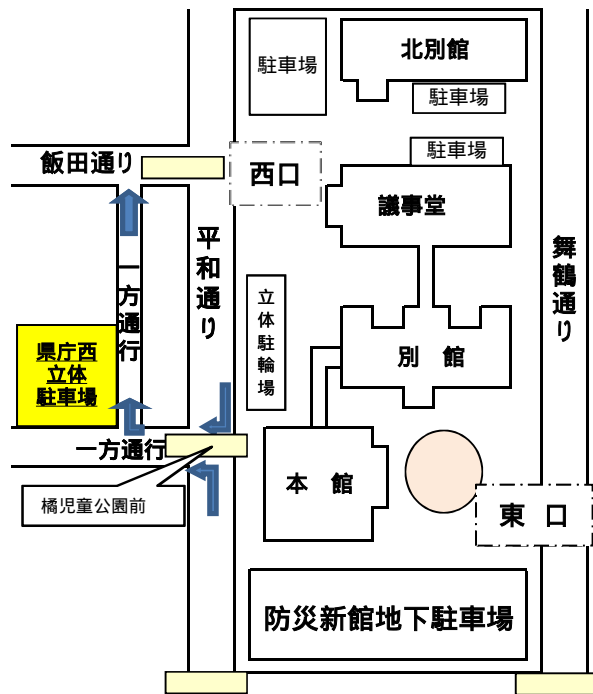 北別館
駐車場
駐車場
駐車場
飯田通り
西口
議事堂
舞鶴通り
平和通り
一方通行
立体駐輪場
県庁西
立体
駐車場
別 館
一方通行
本 館
橘児童公園前
東 口
防災新館地下駐車場